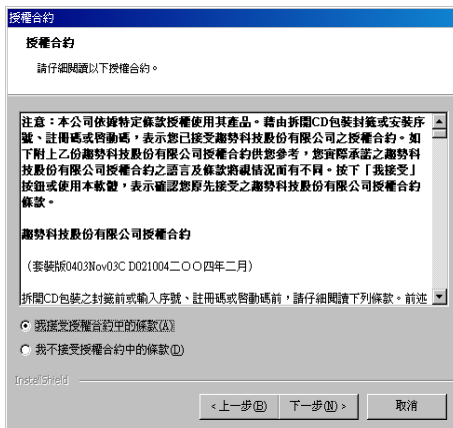 授權合約
授權合約
請仔細閱讀以下授權合約。
注意：本公司依據特定條款授權使用其產品。藉由拆閱CD包裝封籤或安裝序
號、註冊碼或啟動碼，表示您已接受趨勢科技股份有限公司之授權合約。如
下附上乙份趨勢科技股份有限公司授權合約供您參考，您實際承諾之趨勢科
技股份有限公司授權合約之語言及條款將視情況而有不同。按下「我接受」
按鈕或使用本軟體，表示確認您原先接受之趨勢科技股份有限公司授權合約
條款。
趨勢科技股份有限公司授權合約
（套裝版0403Nov03C D021004二〇〇四年二月）
拆閱CD包裝之封籤前或輸入序號、註冊碼或啟動碼前，請仔細閱讀下列條款。前述
我接受授權合約中的條款(A)
我不接受授權合約中的條款(D)
InstallShield
<上一步(B) 下一步(N)> 取消